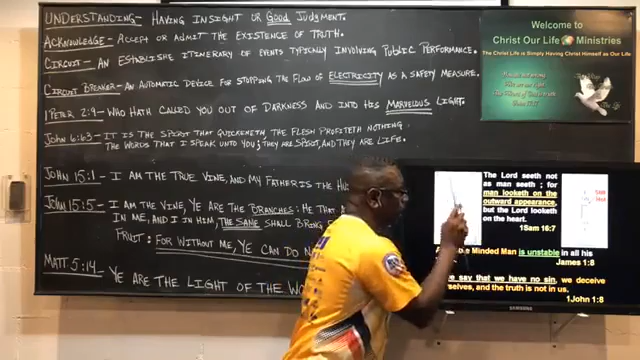 UNDERSTANDING- HAVING INSIGHT OR GOOD JUDGMENT.
ACKNOWLEDGE- ACCEPT OR ADMIT THE EXISTENCE OF TRUTH.
CIRCUIT- AN ESTABLISHE ITINERARY OF EVENTS TYPICALLY INVOLVING PUBLIC PERFORMANCE.
CIRCUIT BREAKER- AN AUTOMATIC DEVICE FOR STOPPING THE FLOW OF ELECTRICITY AS A SAFETY MEASURE.
1 PETER 2:9- WHO HATH CALLED YOU OUT OF DARKNESS AND INTO HIS MARVELOUS LIGHT.
JOHN 6:63- IT IS THE SPIRIT THAT QUICKENETH THE FLESH PROFITETH NOTHING.
THE WORDS THAT I SPEAK UNTO YOU; THEY ARE SPIRIT, AND THEY ARE LIFE.
JOHN 15:1- I AM THE TRUE VINE, AND MY FATHER IS THE
JOHN 15:5- I AM THE VINE, YE ARE THE BRANCHES: HE THAT
IN ME, AND I IN HIM, THE SANE SHALL BRING
FRUIT: FOR WITHOUT ME, YE CAN DO
MATT 5:14- YE ARE THE LIGHT OF THE
Welcome to
Christ Our Life Ministries
The Christ Life is Simply Having Christ Himself as Our Life
The Lord seeth not
as man seeth ; for
man looketh on the
outward appearance,
but the Lord looketh
on the heart.
1Sam 16:7
Minded Man is unstable in all his
James 1:8
say that we have no sin, we deceive
and the truth is not in us.
1John 1:8
SAMSUNG